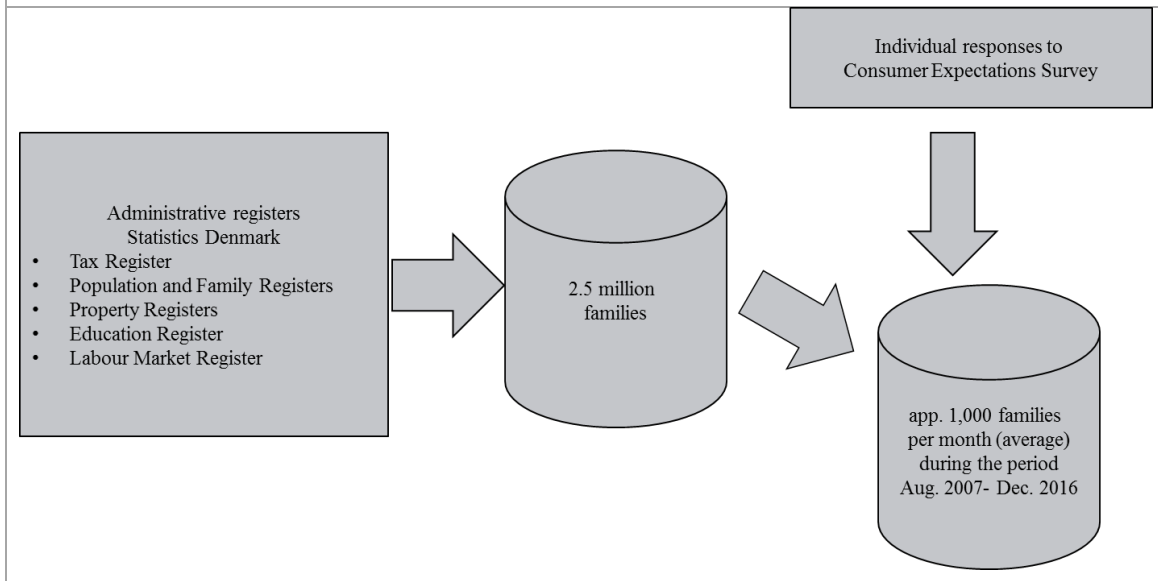 Individual responses to
Consumer Expectations Survey
Administrative registers
Statistics Denmark
• Tax Register
• Population and Family Registers
• Property Registers
• Education Register
• Labour Market Register
2.5 million
families
app. 1,000 families
per month (average)
during the period
Aug. 2007- Dec. 2016